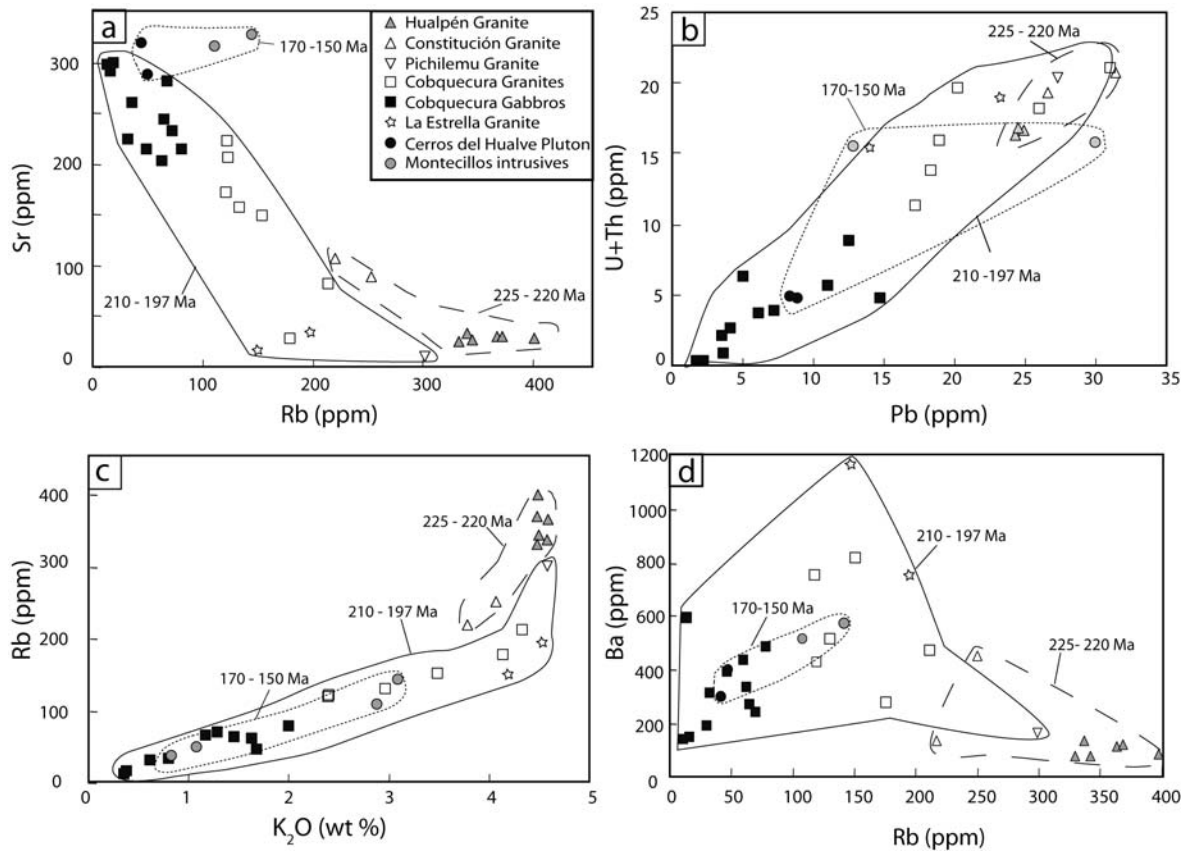 a
Sr (ppm)
300
200
100
0
170 -150 Ma
210 - 197 Ma
225 - 220 Ma
0
100
200
300
400
Rb (ppm)
Hualpén Granite
Constitución Granite
Pichilemu Granite
Cobquecura Granites
Cobquecura Gabbros
La Estrella Granite
Cerros del Hualve Pluton
Montecillos intrusives
b
U+Th (ppm)
25
20
15
10
5
0
225 - 220 Ma
170-150 Ma
210 -197 Ma
0
5
10
15
20
25
30
35
Pb (ppm)
c
Rb (ppm)
400
300
200
100
0
225 - 220 Ma
210 - 197 Ma
170 - 150 Ma
0
1
2
3
4
5
K₂O (wt %)
d
Ba (ppm)
1200
1000
800
600
400
200
0
210 - 197 Ma
170-150 Ma
225- 220 Ma
0
50
100
150
200
250
300
350
400
Rb (ppm)